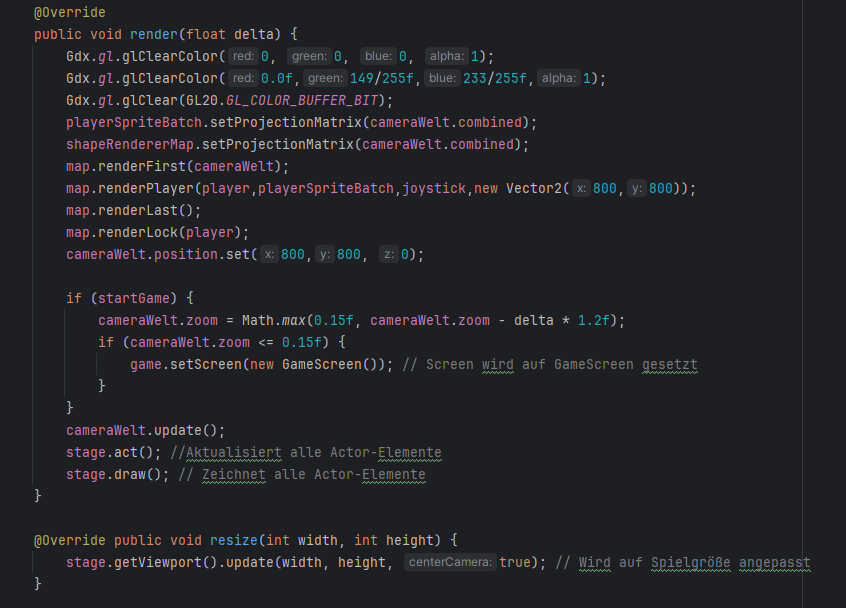 @Override
public void render(float delta) {
Gdx.gl.glClearColor( red: 0, green: 0, blue: 0, alpha: 1);
Gdx.gl.glClearColor( red: 0.0f, green: 149/255f, blue: 233/255f, alpha: 1);
Gdx.gl.glClear(GL20.GL_COLOR_BUFFER_BIT);
playerSpriteBatch.setProjectionMatrix(cameraWelt.combined);
shapeRendererMap.setProjectionMatrix(cameraWelt.combined);
map.renderFirst(cameraWelt);
map.renderPlayer(player,playerSpriteBatch,joystick,new Vector2( x: 800, y: 800));
map.renderLast();
map.renderLock(player);
cameraWelt.position.set( x: 800, y: 800, z: 0);
if (startGame) {
cameraWelt.zoom = Math.max(0.15f, cameraWelt.zoom - delta * 1.2f);
if (cameraWelt.zoom <= 0.15f) {
game.setScreen(new GameScreen()); // Screen wird auf GameScreen gesetzt
}
}
cameraWelt.update();
stage.act(); //Aktualisiert alle Actor-Elemente
stage.draw(); // Zeichnet alle Actor-Elemente
}
@Override public void resize(int width, int height) {
stage.getViewport().update(width, height, centerCamera: true); // Wird auf Spielgröße angepasst
}